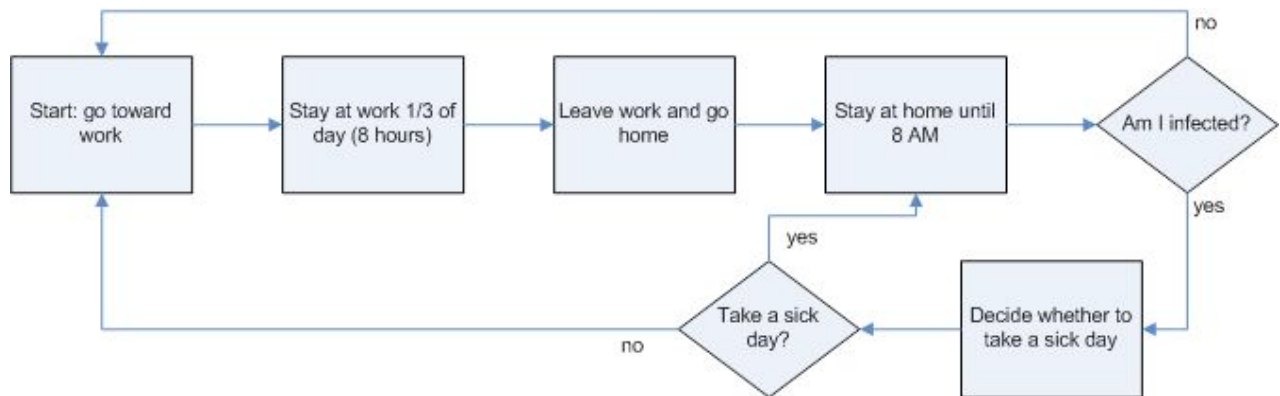 no
Start: go toward
work
Stay at work 1/3 of
day (8 hours)
Leave work and go
home
Stay at home until
8 AM
Am I infected?
yes
yes
Take a sick
day?
Decide whether to
take a sick day
no